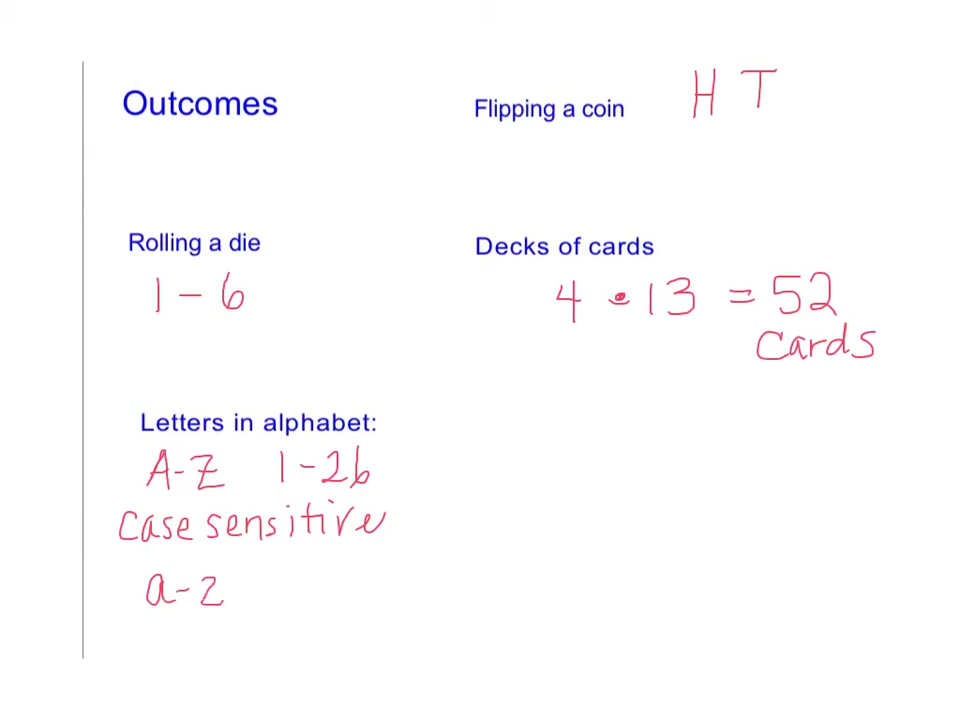 Outcomes
Flipping a coin H T
Rolling a die
1 - 6
Decks of cards
4 • 13 = 52
Cards
Letters in alphabet:
A-Z 1-26
Case sensitive
a-z